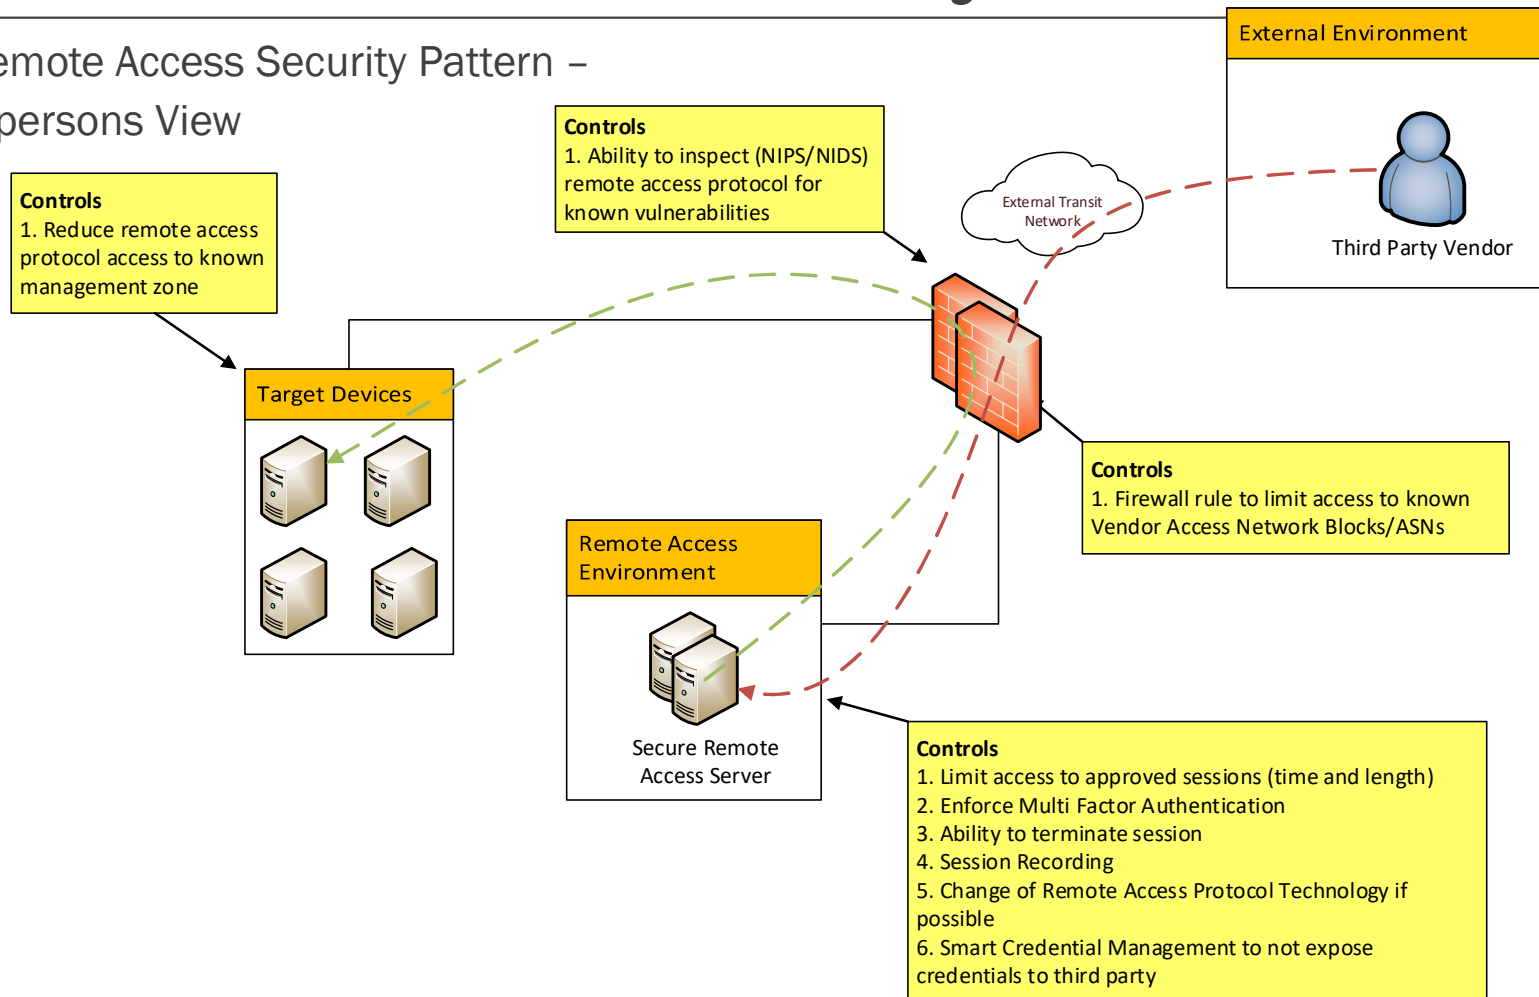 emote Access Security Pattern –
persons View
External Environment
Third Party Vendor
External Transit
Network
Controls
1. Ability to inspect (NIPS/NIDS)
remote access protocol for
known vulnerabilities
Controls
1. Reduce remote access
protocol access to known
management zone
Target Devices
Controls
1. Firewall rule to limit access to known
Vendor Access Network Blocks/ASNs
Remote Access
Environment
Secure Remote
Access Server
Controls
1. Limit access to approved sessions (time and length)
2. Enforce Multi Factor Authentication
3. Ability to terminate session
4. Session Recording
5. Change of Remote Access Protocol Technology if
possible
6. Smart Credential Management to not expose
credentials to third party